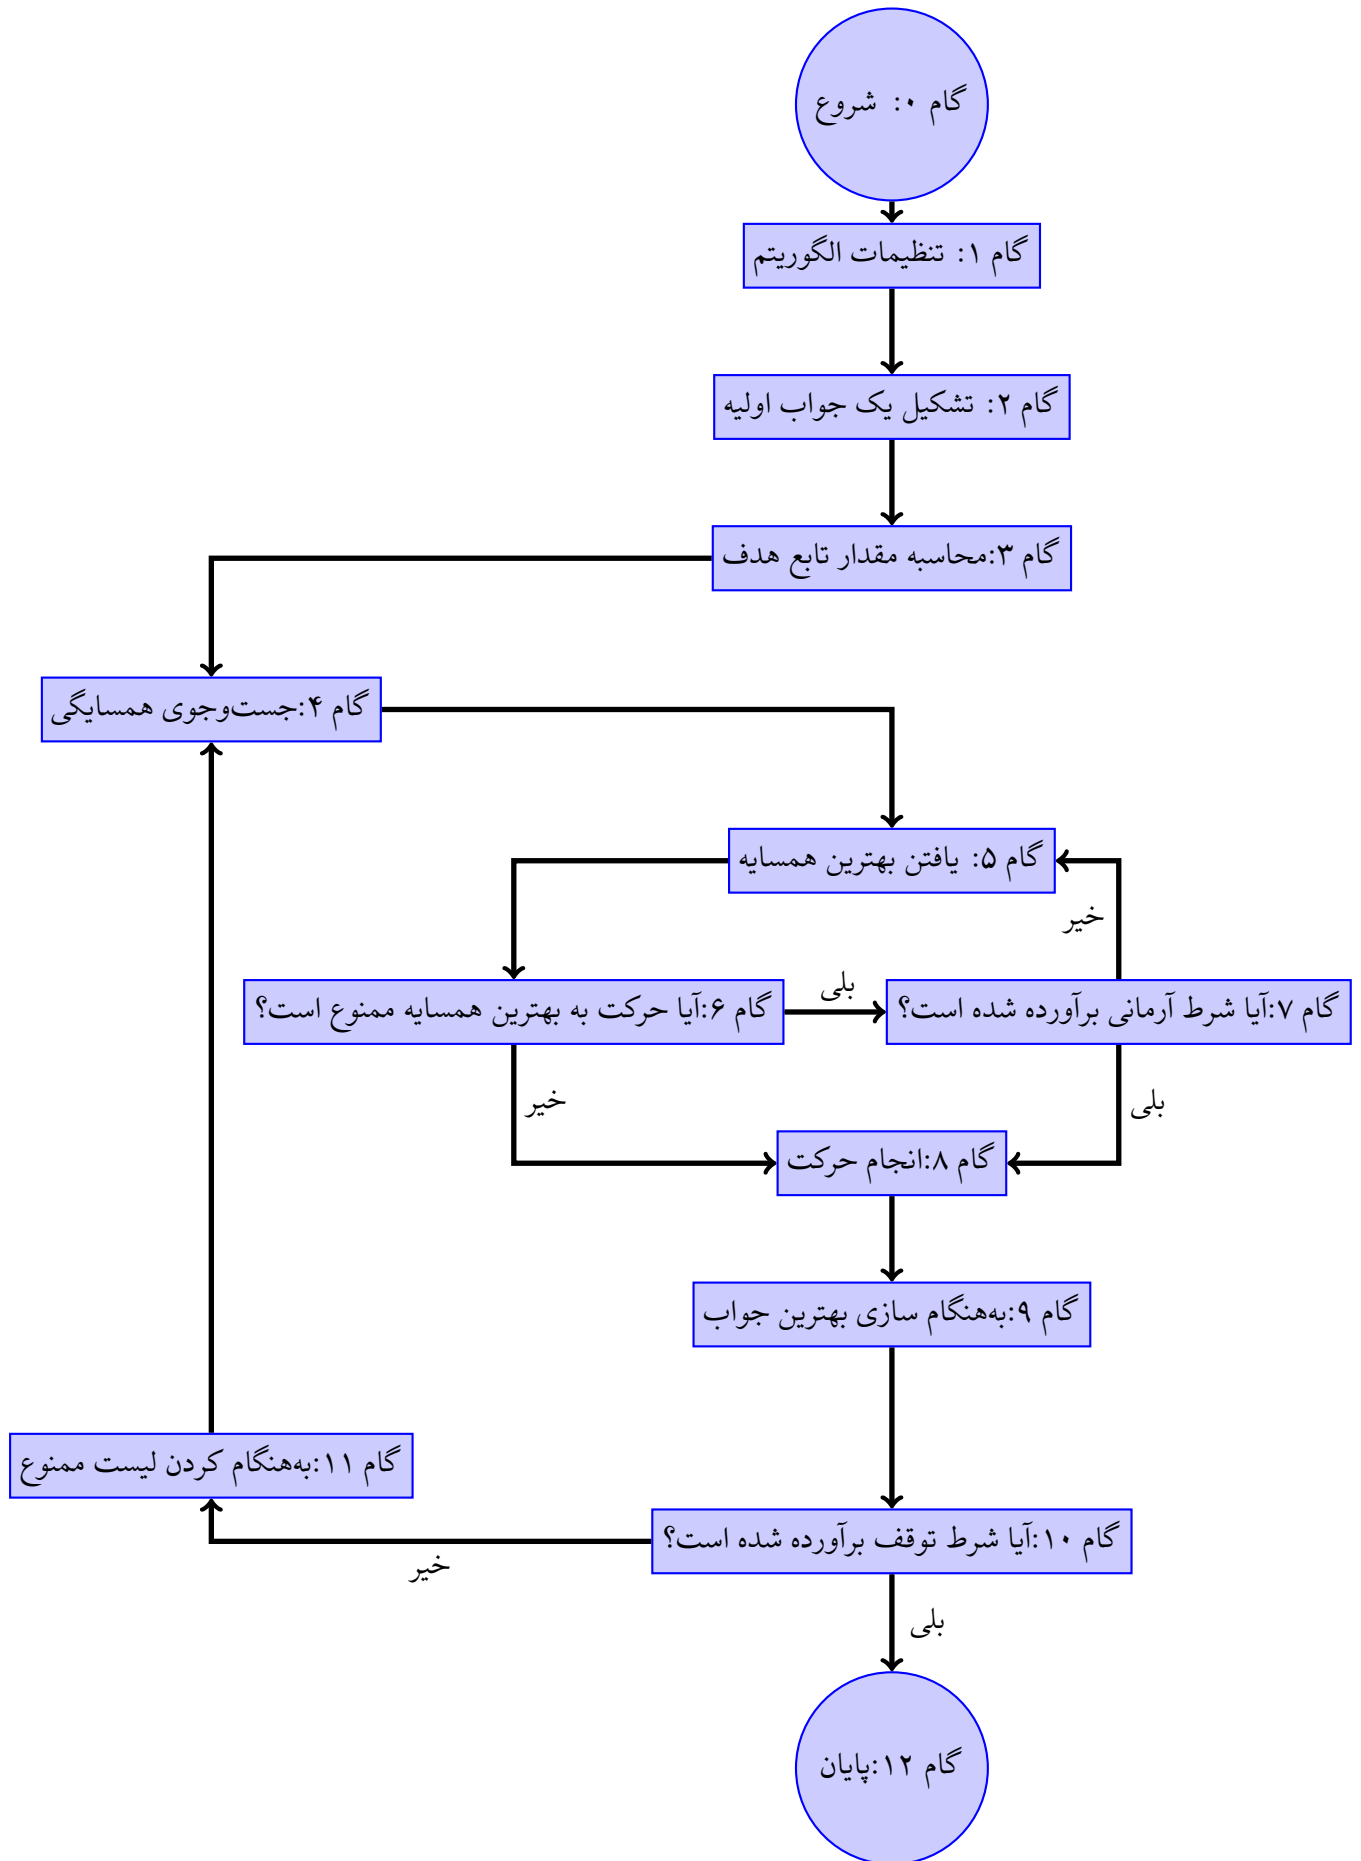 گام ۰: شروع
گام ۱: تنظیمات الگوریتم
گام ۲: تشکیل یک جواب اولیه
گام ۳:محاسبه مقدار تابع هدف
گام ۴:جست‌وجوی همسایگی
گام ۵: یافتن بهترین همسایه
خیر
گام ۷:آیا شرط آرمانی برآورده شده است؟
بلی
گام ۶:آیا حرکت به بهترین همسایه ممنوع است؟
بلی
خیر
گام ۸:انجام حرکت
گام ۹:به‌هنگام سازی بهترین جواب
گام ۱۱:به‌هنگام کردن لیست ممنوع
گام ۱۰:آیا شرط توقف برآورده شده است؟
خیر
بلی
گام ۱۲:پایان